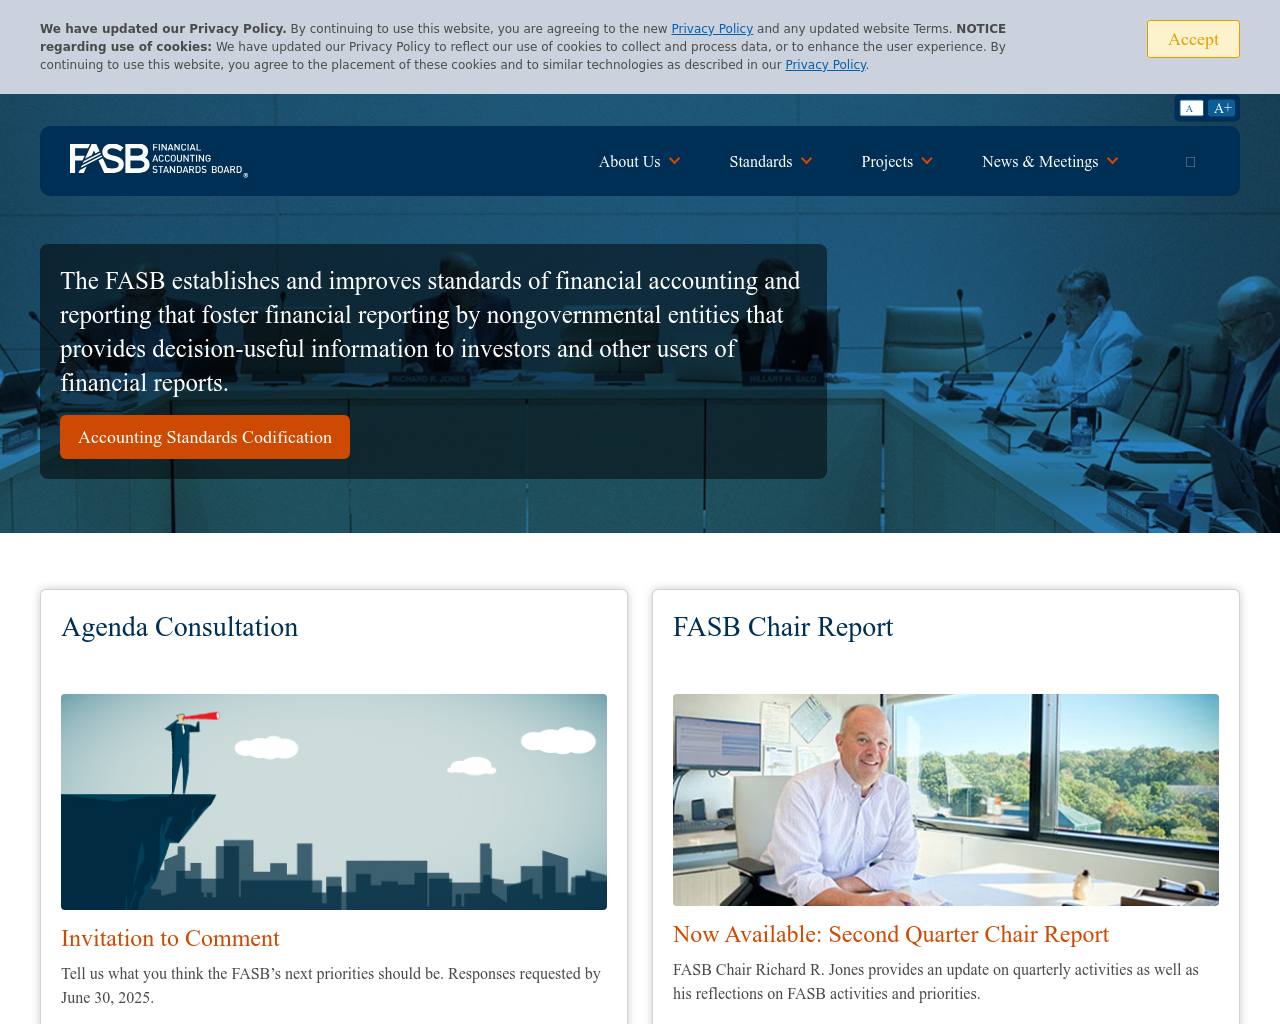 We have updated our Privacy Policy. By continuing to use this website, you are agreeing to the new Privacy Policy and any updated website Terms. NOTICE
regarding use of cookies: We have updated our Privacy Policy to reflect our use of cookies to collect and process data, or to enhance the user experience. By
continuing to use this website, you agree to the placement of these cookies and to similar technologies as described in our Privacy Policy.
Accept
A A+
FASB FINANCIAL
ACCOUNTING
STANDARDS BOARD®
About Us Standards Projects News & Meetings
The FASB establishes and improves standards of financial accounting and
reporting that foster financial reporting by nongovernmental entities that
provides decision-useful information to investors and other users of
financial reports.
RICHARD R. JONES HILLARY H. SALO
Accounting Standards Codification
Agenda Consultation
Invitation to Comment
Tell us what you think the FASB’s next priorities should be. Responses requested by
June 30, 2025.
FASB Chair Report
Now Available: Second Quarter Chair Report
FASB Chair Richard R. Jones provides an update on quarterly activities as well as
his reflections on FASB activities and priorities.